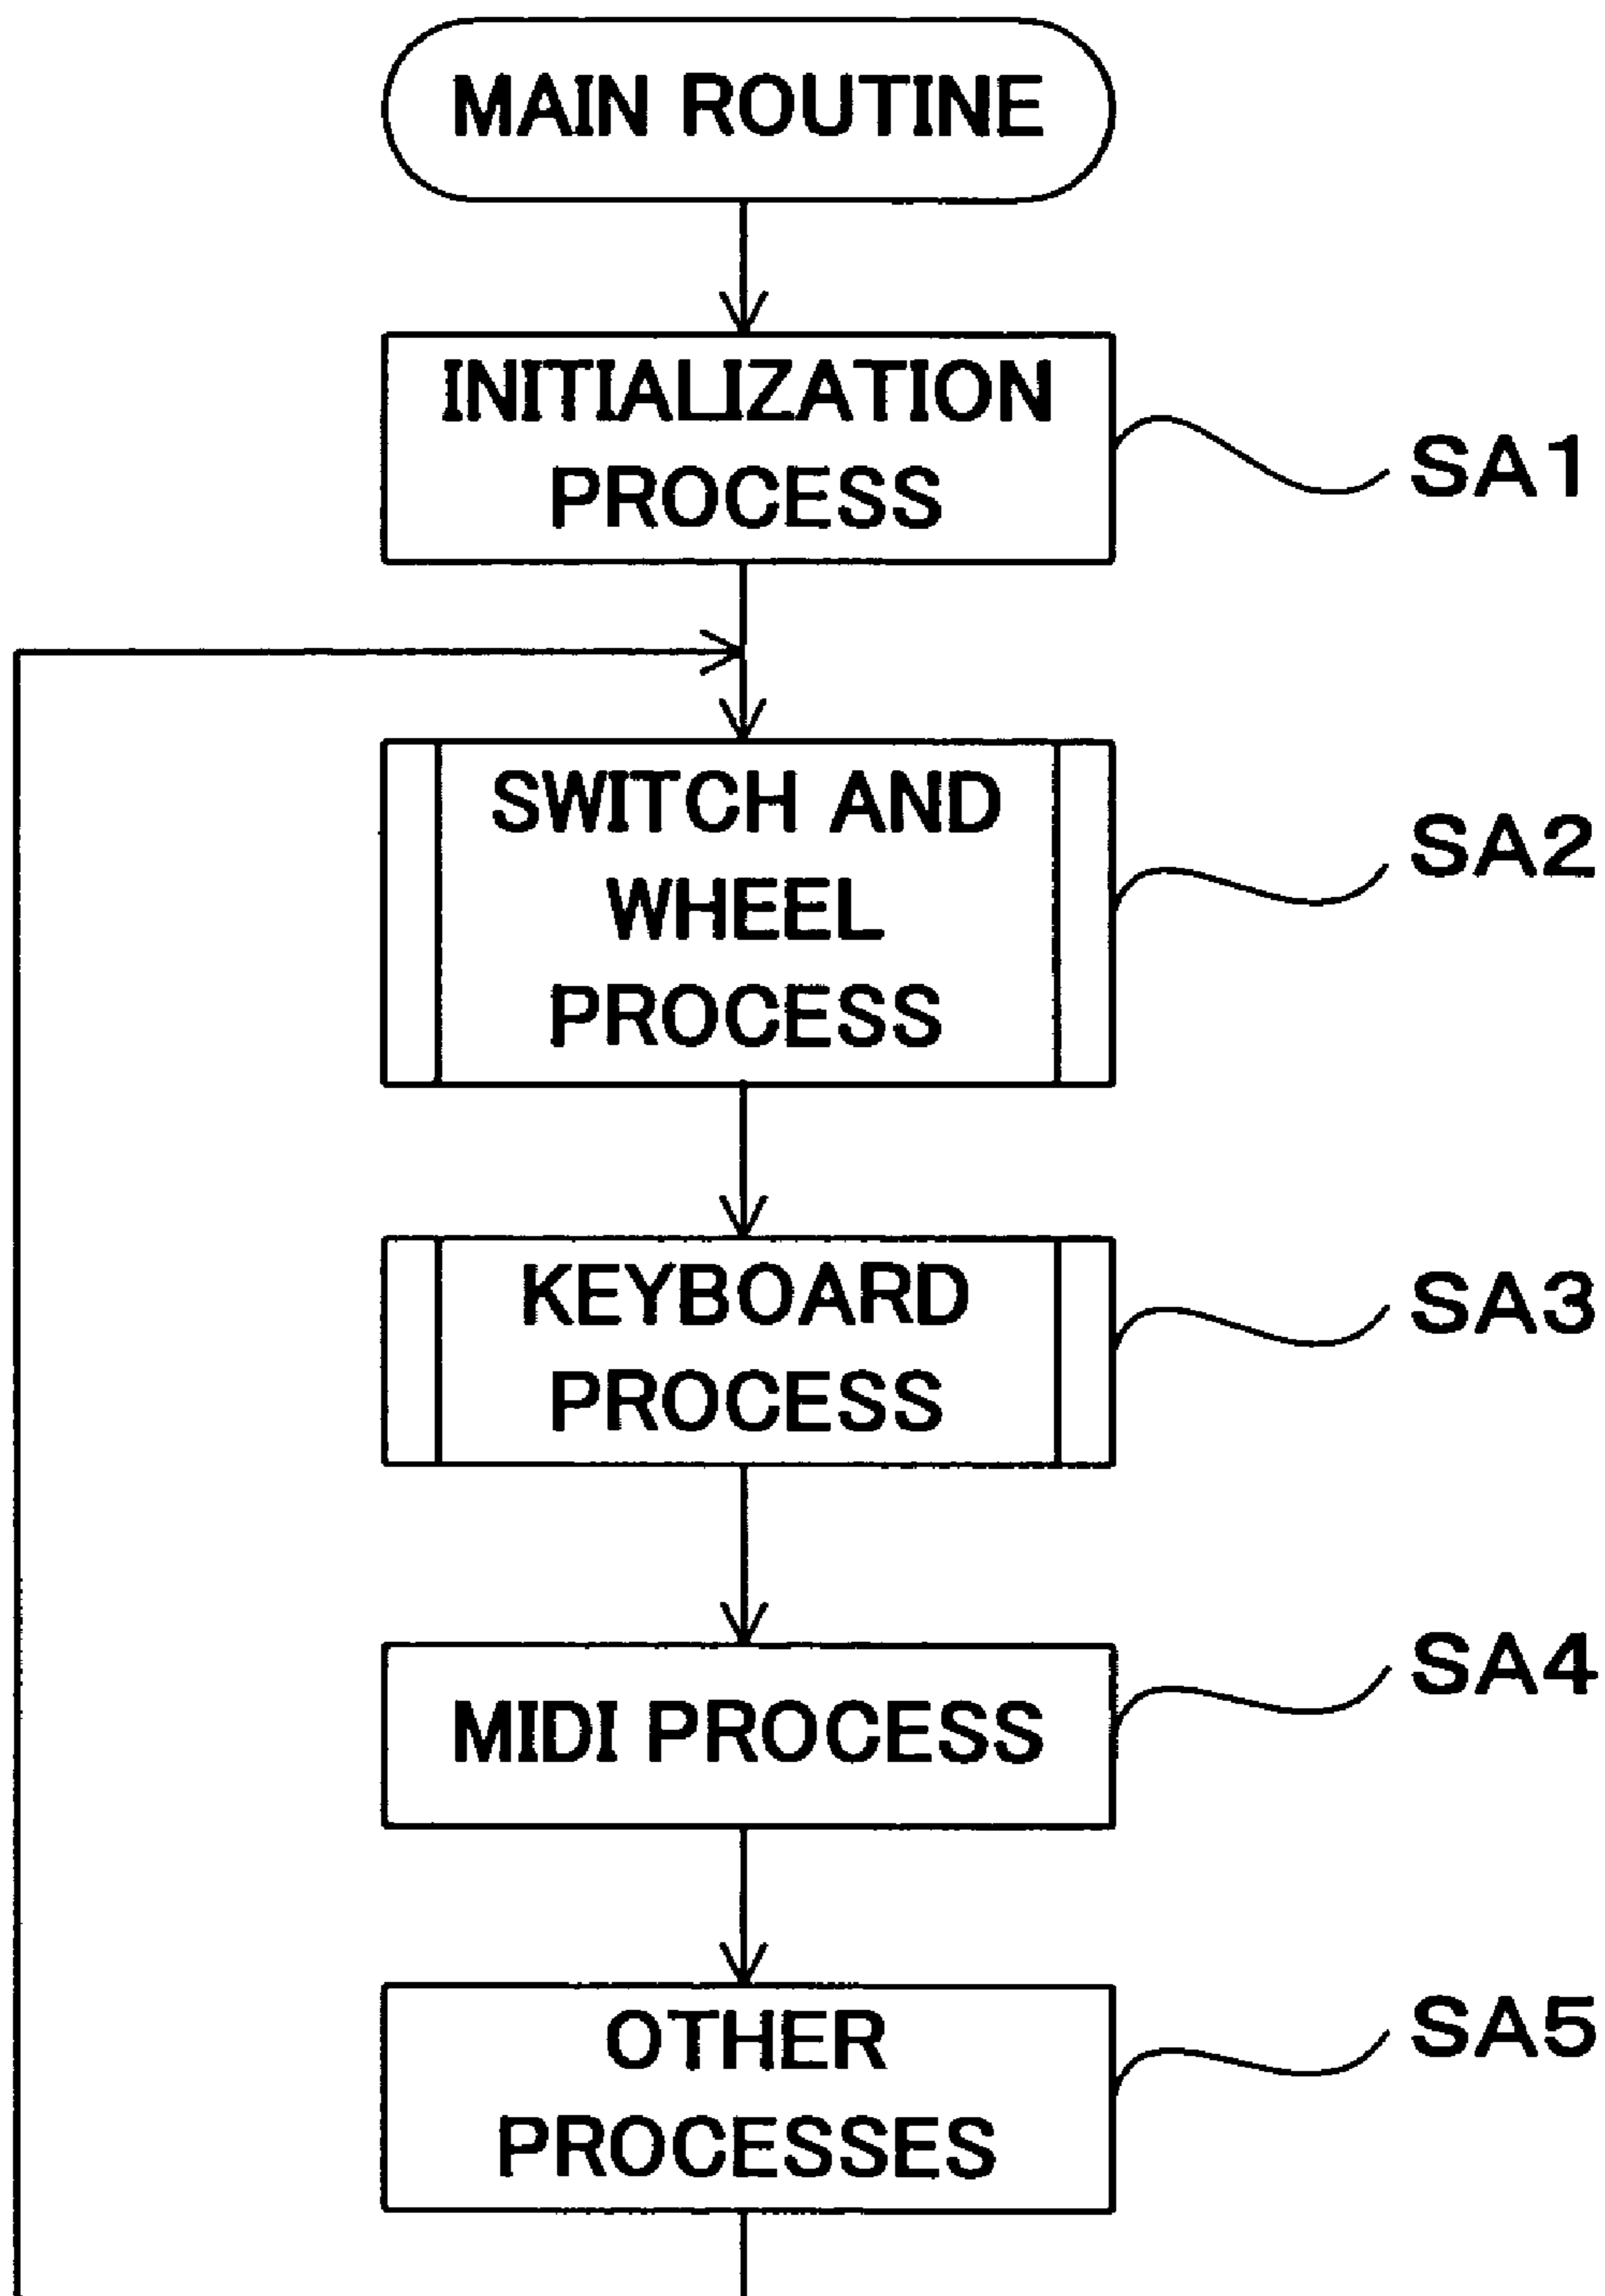 MAIN ROUTINE
INITIALIZATION
PROCESS
SA1
SWITCH AND
WHEEL
PROCESS
SA2
KEYBOARD
PROCESS
SA3
MIDI PROCESS
SA4
OTHER
PROCESSES
SA5